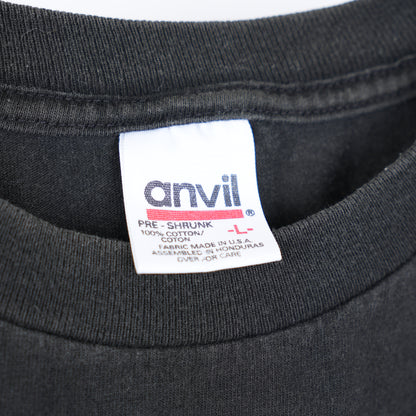 anvil
®
PRE-SHRUNK -L-
100% COTTON/
COTON
FABRIC MADE IN U.S.A
ASSEMBLED IN HONDURAS
OVER FOR CARE